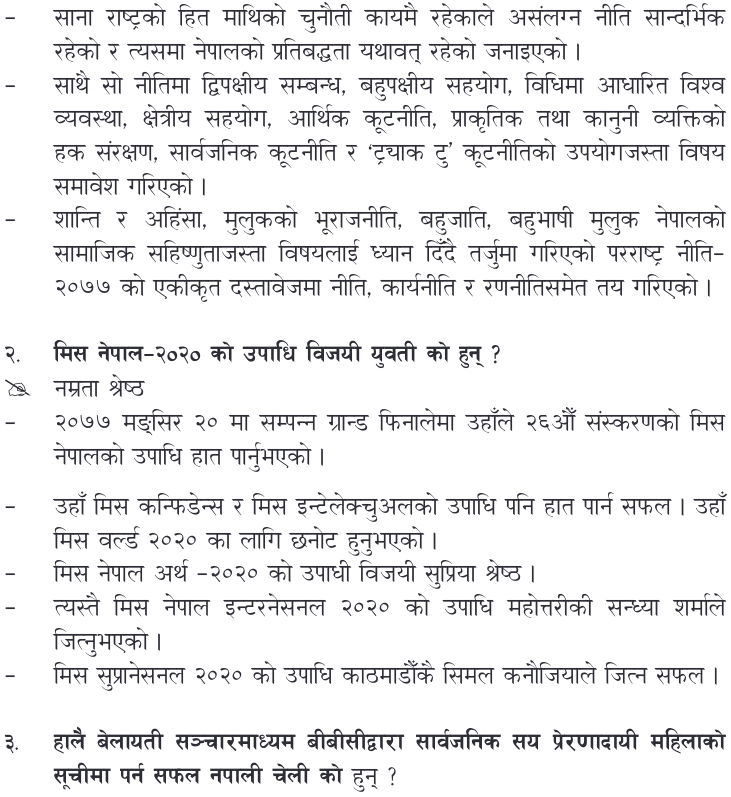 – साना राष्ट्रको हित माथिको चुनौती कायमै रहेकाले असंलग्न नीति सान्दर्भिक
रहेको र त्यसमा नेपालको प्रतिबद्धता यथावत् रहेको जनाइएको ।
– साथै सो नीतिमा द्विपक्षीय सम्बन्ध, बहुपक्षीय सहयोग, विधिमा आधारित विश्व
व्यवस्था, क्षेत्रीय सहयोग, आर्थिक कूटनीति, प्राकृतिक तथा कानुनी व्यक्तिको
हक संरक्षण, सार्वजनिक कूटनीति र ‘ट्र्याक टु’ कूटनीतिको उपयोगजस्ता विषय
समावेश गरिएको ।
– शान्ति र अहिंसा, मुलुकको भूराजनीति, बहुजाति, बहुभाषी मुलुक नेपालको
सामाजिक सहिष्णुताजस्ता विषयलाई ध्यान दिँदै तर्जुमा गरिएको परराष्ट्र नीति–
२०७७ को एकीकृत दस्तावेजमा नीति, कार्यनीति र रणनीतिसमेत तय गरिएको ।
२. मिस नेपाल–२०२० को उपाधि विजयी युवती को हुन् ?
नम्रता श्रेष्ठ
– २०७७ मङ्सिर २० मा सम्पन्न ग्रान्ड फिनालेमा उहाँले २६औँ संस्करणको मिस
नेपालको उपाधि हात पार्नुभएको ।
– उहाँ मिस कन्फिडेन्स र मिस इन्टेलेक्चुअलको उपाधि पनि हात पार्न सफल । उहाँ
मिस वर्ल्ड २०२० का लागि छनोट हुनुभएको ।
– मिस नेपाल अर्थ –२०२० को उपाधी विजयी सुप्रिया श्रेष्ठ ।
– त्यस्तै मिस नेपाल इन्टरनेसनल २०२० को उपाधि महोत्तरीकी सन्ध्या शर्माले
जित्नुभएको ।
– मिस सुप्रानेसनल २०२० को उपाधि काठमाडौँकै सिमल कनौजियाले जित्न सफल ।
३. हालै बेलायती सञ्चारमाध्यम बीबीसीद्वारा सार्वजनिक सय प्रेरणादायी महिलाको
सूचीमा पर्न सफल नपाली चेली को हुन् ?